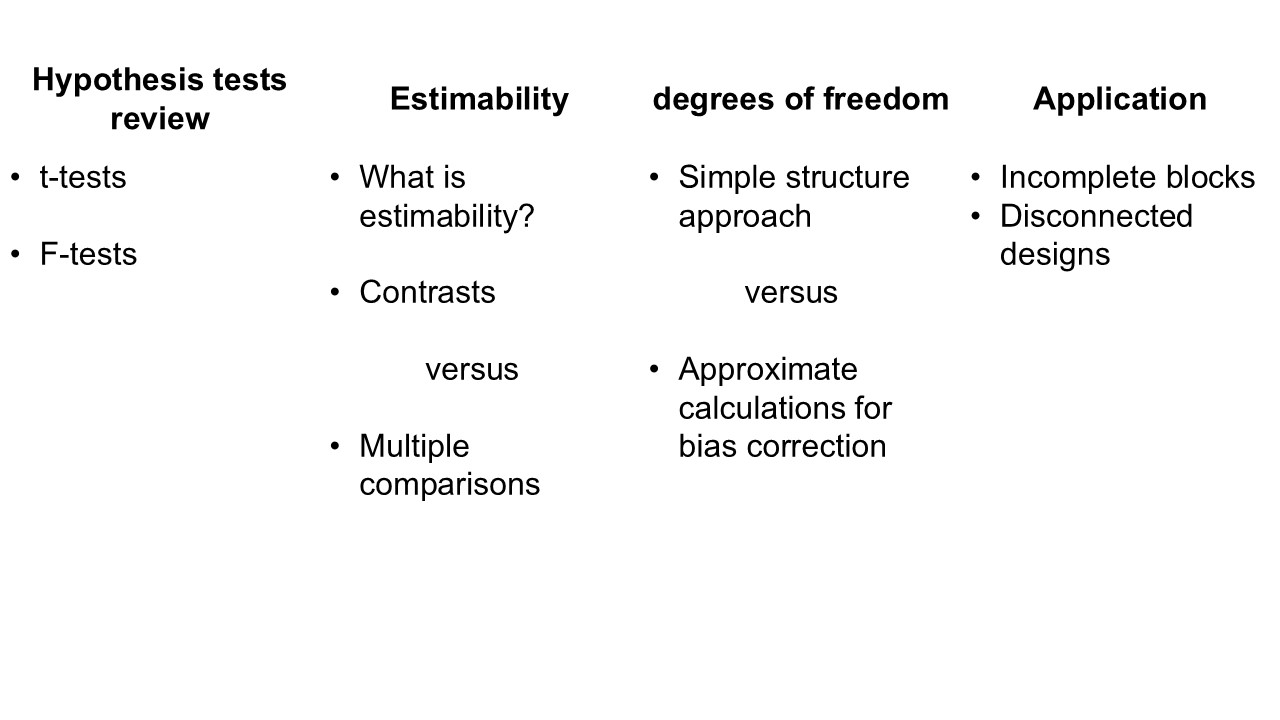 Hypothesis tests
review
• t-tests
• F-tests
Estimability
• What is
estimability?
• Contrasts
versus
• Multiple
comparisons
degrees of freedom
• Simple structure
approach
versus
• Approximate
calculations for
bias correction
Application
• Incomplete blocks
• Disconnected
designs